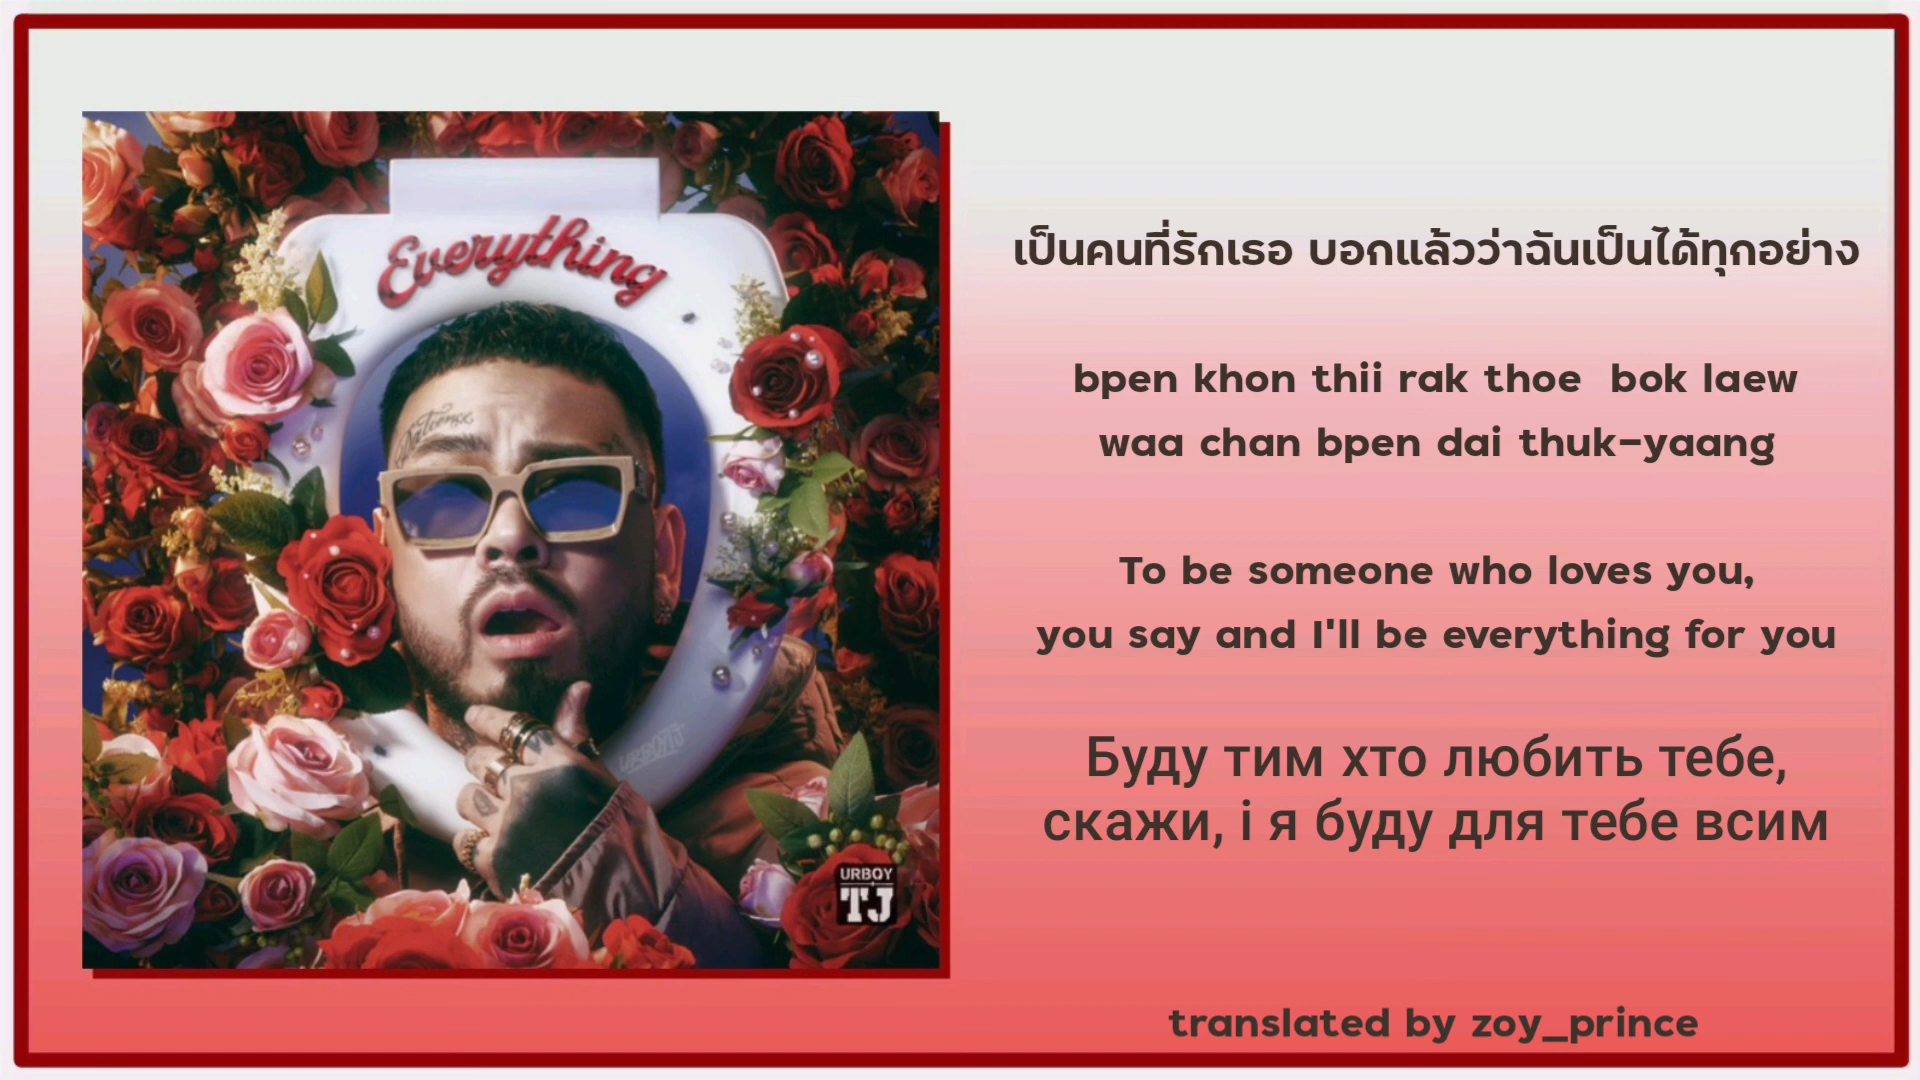 Everything
Patience
URBOYTJ
URBOY
TJ
เป็นคนที่รักเธอ บอกแล้วว่าฉันเป็นได้ทุกอย่าง
bpen khon thii rak thoe bok laew
waa chan bpen dai thuk-yaang
To be someone who loves you,
you say and I'll be everything for you
Буду тим хто любить тебе,
скажи, і я буду для тебе всим
translated by zoy_prince